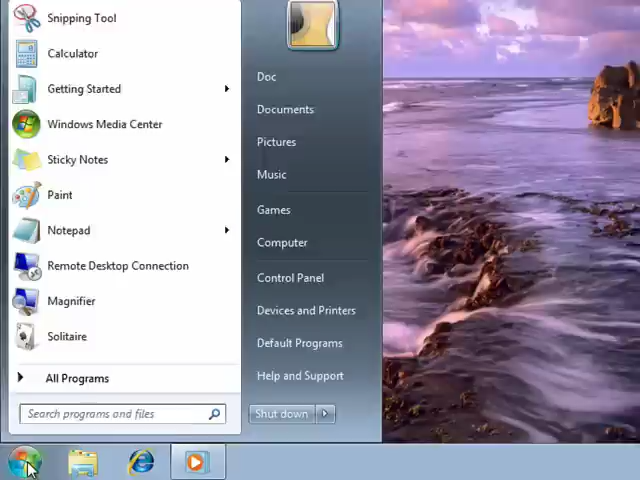 Snipping Tool
Calculator
Getting Started
Windows Media Center
Sticky Notes
Paint
Notepad
Remote Desktop Connection
Magnifier
Solitaire
All Programs
Search programs and files
Doc
Documents
Pictures
Music
Games
Computer
Control Panel
Devices and Printers
Default Programs
Help and Support
Shut down